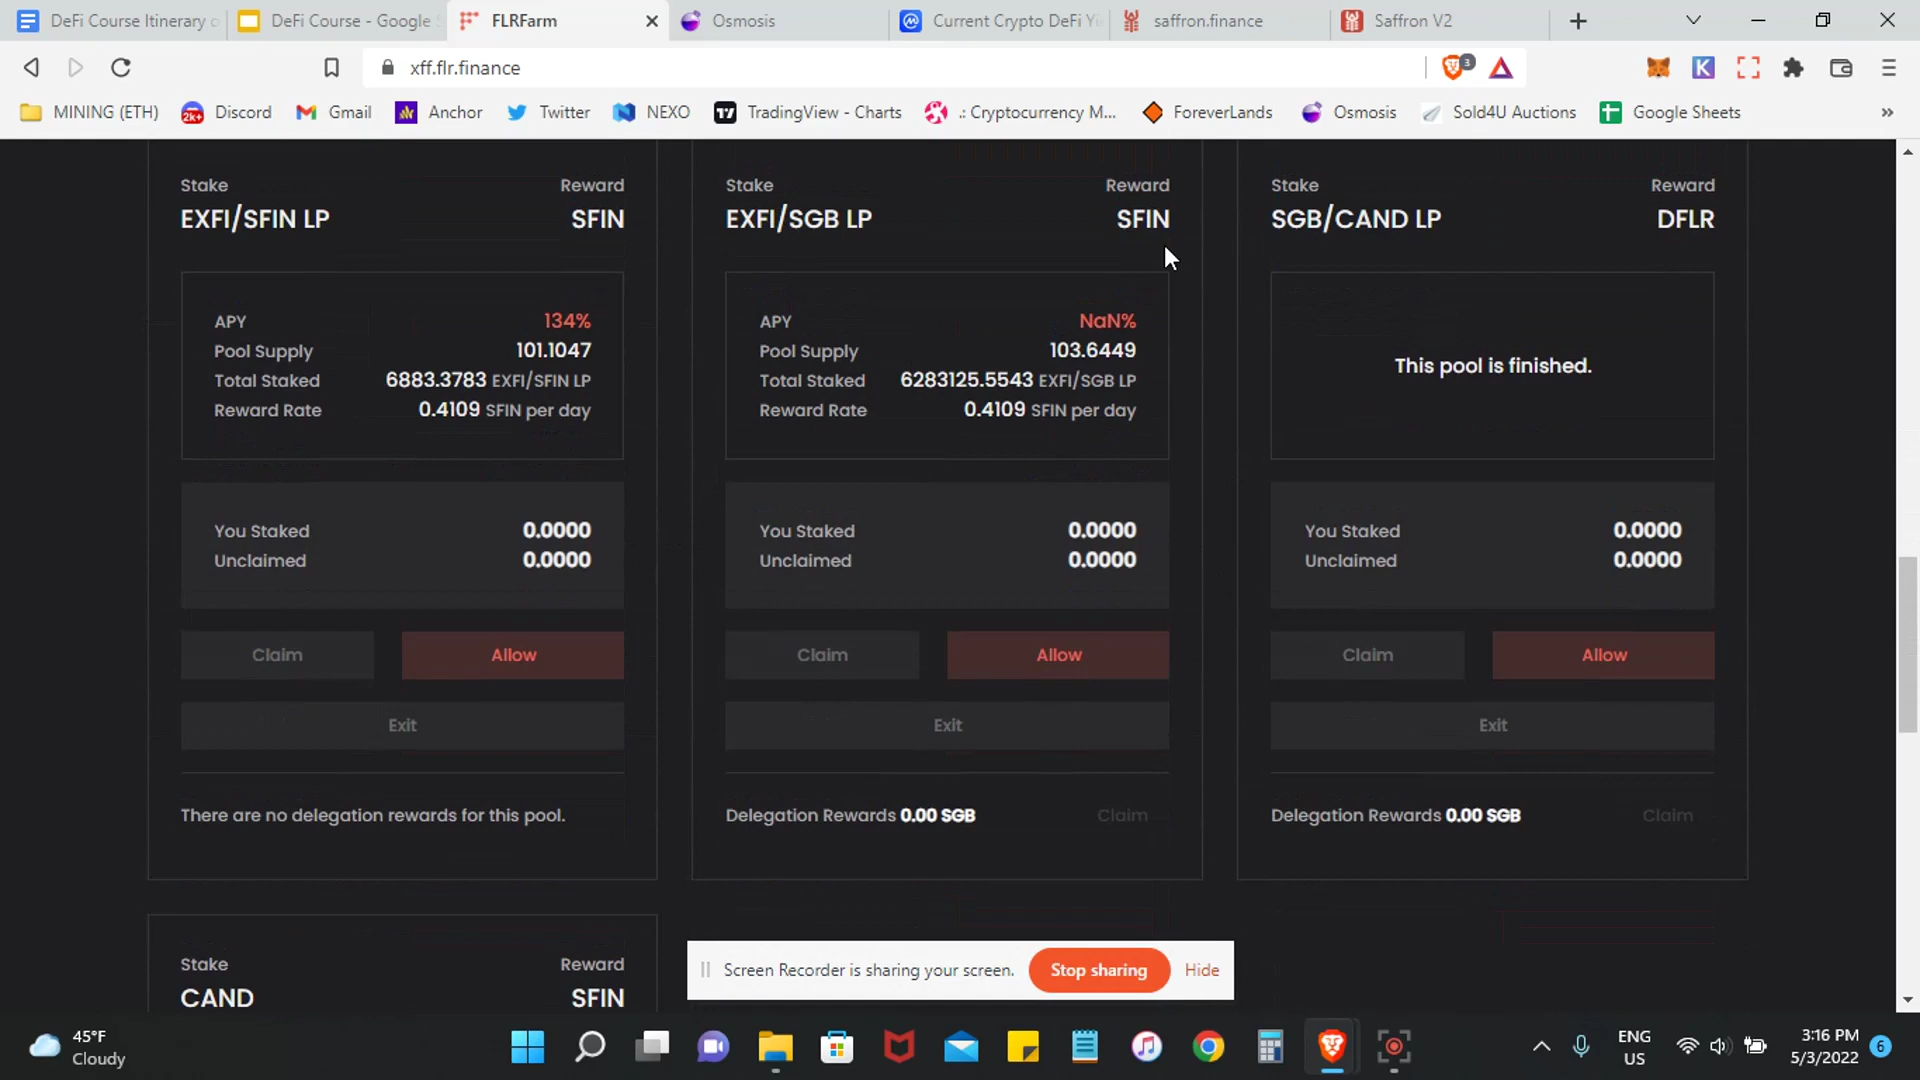 DeFi Course Itinerary o
DeFi Course - Google S
FLRFarm
Osmosis
Current Crypto DeFi Yi
saffron.finance
Saffron V2
xff.flr.finance
3
MINING (ETH)
2k+
Discord
Gmail
Anchor
Twitter
NEXO
TradingView - Charts
.: Cryptocurrency M...
ForeverLands
Osmosis
Sold4U Auctions
Google Sheets
»
Stake
Reward
EXFI/SFIN LP
SFIN
APY
134%
Pool Supply
101.1047
Total Staked
6883.3783 EXFI/SFIN LP
Reward Rate
0.4109 SFIN per day
You Staked
0.0000
Unclaimed
0.0000
Claim
Allow
Exit
There are no delegation rewards for this pool.
Stake
Reward
EXFI/SGB LP
SFIN
APY
NaN%
Pool Supply
103.6449
Total Staked
6283125.5543 EXFI/SGB LP
Reward Rate
0.4109 SFIN per day
You Staked
0.0000
Unclaimed
0.0000
Claim
Allow
Exit
Delegation Rewards 0.00 SGB
Claim
Stake
Reward
SGB/CAND LP
DFLR
This pool is finished.
You Staked
0.0000
Unclaimed
0.0000
Claim
Allow
Exit
Delegation Rewards 0.00 SGB
Claim
Stake
Reward
CAND
SFIN
Screen Recorder is sharing your screen.
Stop sharing
Hide
45°F
Cloudy
ENG
US
3:16 PM
5/3/2022
6